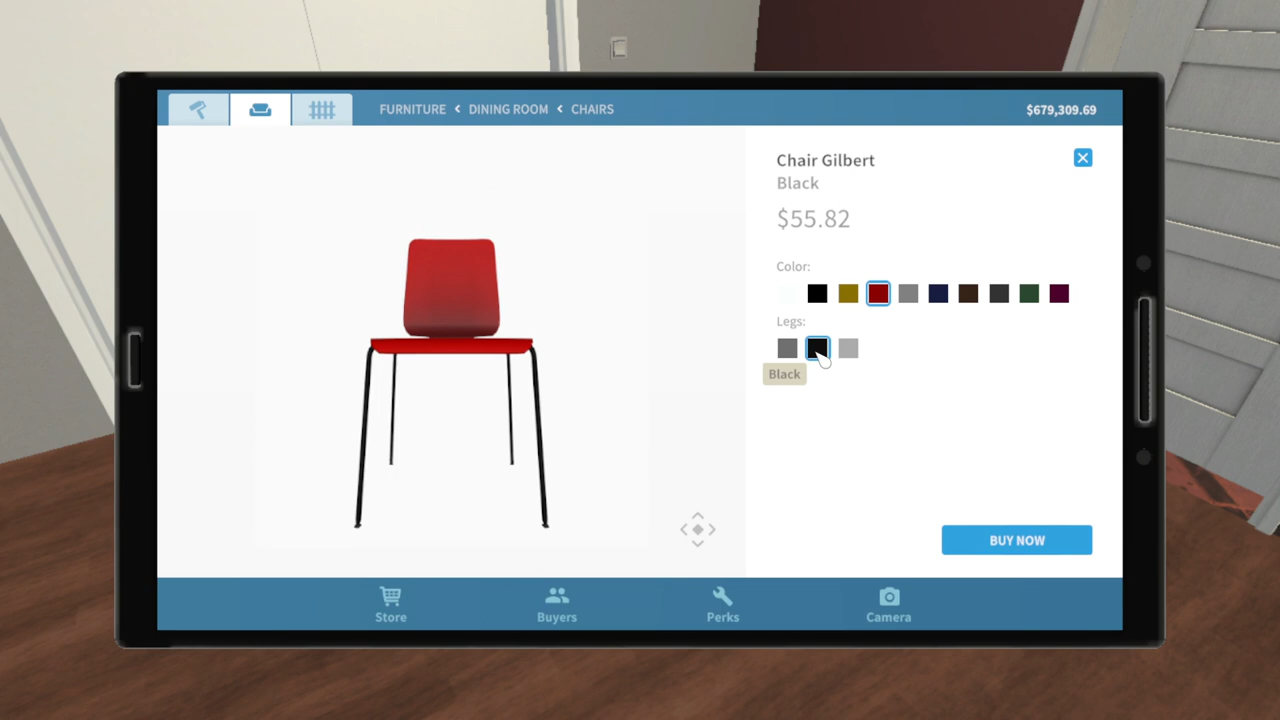 FURNITURE < DINING ROOM < CHAIRS
$679,309.69
Chair Gilbert
Black
$55.82
Color:
Legs:
Black
BUY NOW
Store
Buyers
Perks
Camera